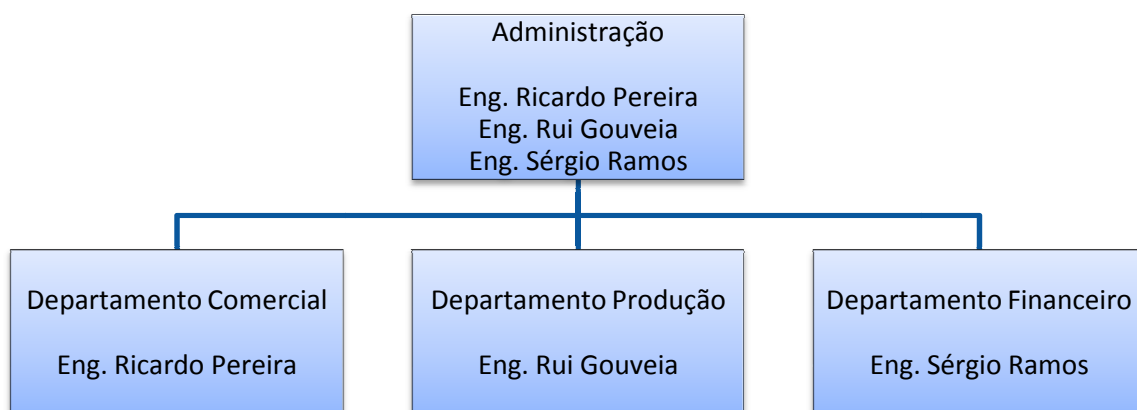 Administração
Eng. Ricardo Pereira
Eng. Rui Gouveia
Eng. Sérgio Ramos
Departamento Comercial
Eng. Ricardo Pereira
Departamento Produção
Eng. Rui Gouveia
Departamento Financeiro
Eng. Sérgio Ramos